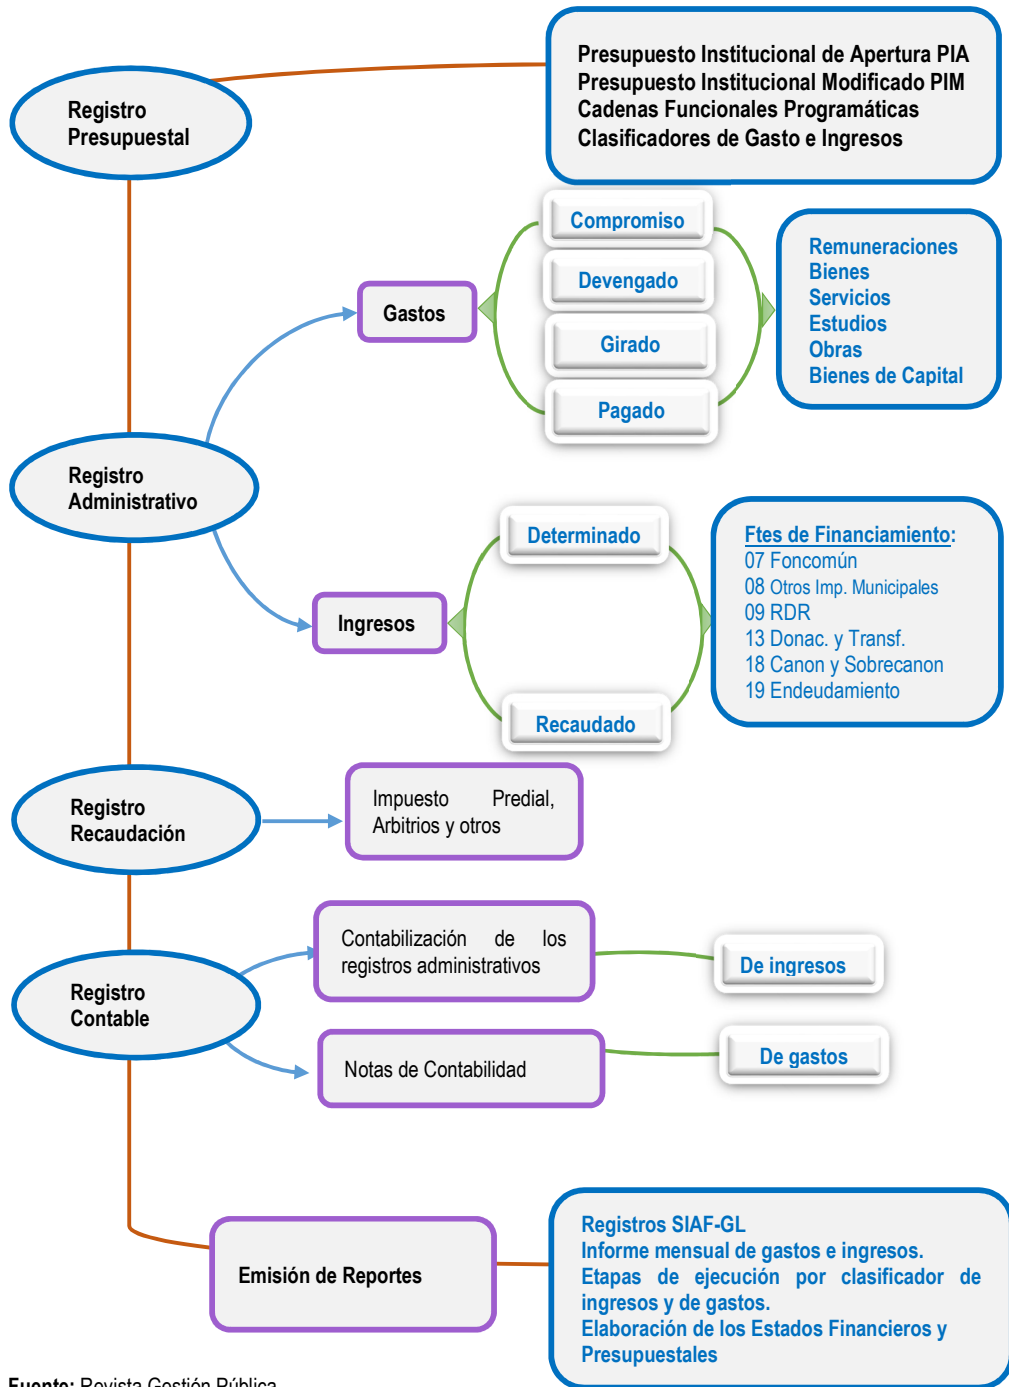 Registro
Presupuestal
Presupuesto Institucional de Apertura PIA
Presupuesto Institucional Modificado PIM
Cadenas Funcionales Programáticas
Clasificadores de Gasto e Ingresos
Registro
Administrativo
Gastos
Compromiso
Devengado
Girado
Pagado
Remuneraciones
Bienes
Servicios
Estudios
Obras
Bienes de Capital
Ingresos
Determinado
Recaudado
Ftes de Financiamiento:
07 Foncomún
08 Otros Imp. Municipales
09 RDR
13 Donac. y Transf.
18 Canon y Sobrecanon
19 Endeudamiento
Registro
Recaudación
Impuesto Predial,
Arbitrios y otros
Registro
Contable
Contabilización de los
registros administrativos
De ingresos
Notas de Contabilidad
De gastos
Emisión de Reportes
Registros SIAF-GL
Informe mensual de gastos e ingresos.
Etapas de ejecución por clasificador de
ingresos y de gastos.
Elaboración de los Estados Financieros y
Presupuestales
Fuente: Revista Gestión Pública